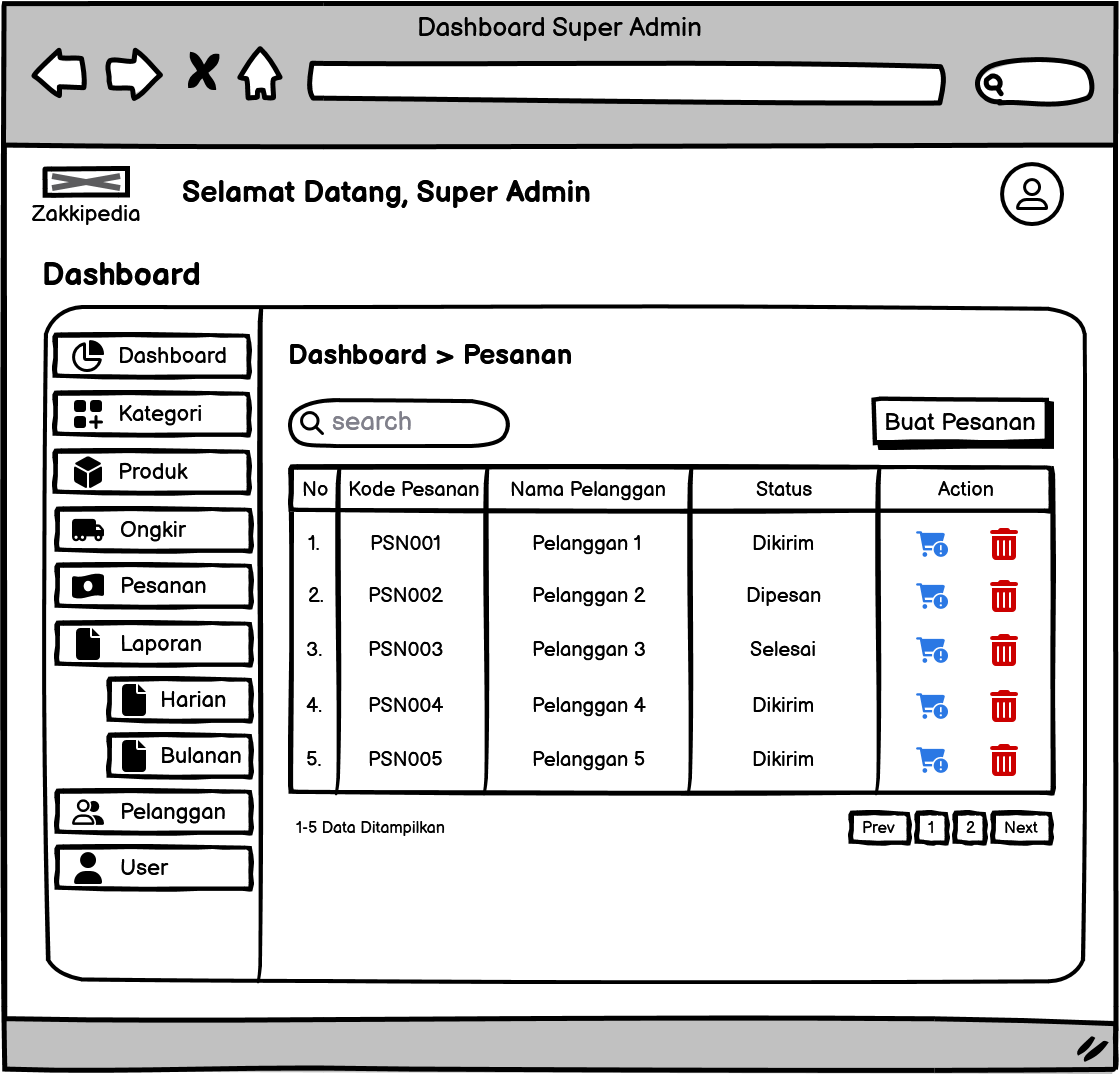 Dashboard Super Admin
Selamat Datang, Super Admin
Zakkipedia
Dashboard
Dashboard
Kategori
Produk
Ongkir
Pesanan
Laporan
Harian
Bulanan
Pelanggan
User
Dashboard > Pesanan
search
Buat Pesanan
No Kode Pesanan Nama Pelanggan Status Action
1. PSN001 Pelanggan 1 Dikirim
2. PSN002 Pelanggan 2 Dipesan
3. PSN003 Pelanggan 3 Selesai
4. PSN004 Pelanggan 4 Dikirim
5. PSN005 Pelanggan 5 Dikirim
1-5 Data Ditampilkan
Prev 1 2 Next